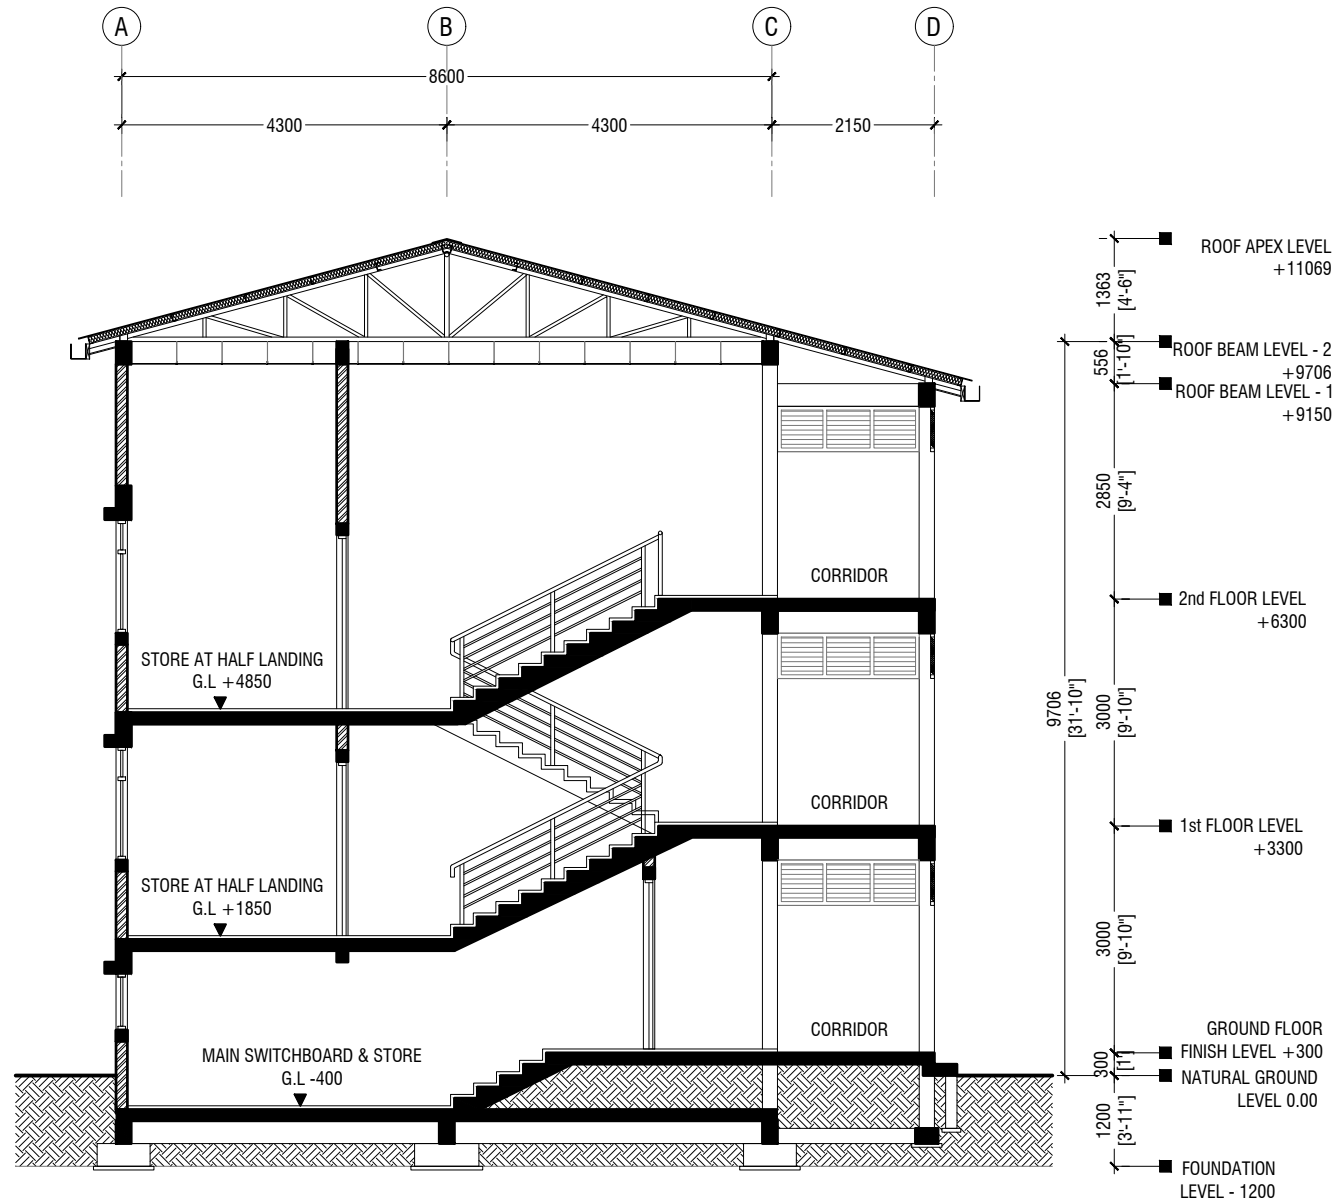 A B C D
8600
4300 4300 2150
ROOF APEX LEVEL
+11069
1363
[4'-6"]
ROOF BEAM LEVEL - 2
+9706
556
[1'-10"]
ROOF BEAM LEVEL - 1
+9150
2850
[9'-4"]
CORRIDOR
2nd FLOOR LEVEL
+6300
STORE AT HALF LANDING
G.L +4850
9706
[31'-10"]
3000
[9'-10"]
CORRIDOR
1st FLOOR LEVEL
+3300
STORE AT HALF LANDING
G.L +1850
3000
[9'-10"]
CORRIDOR
GROUND FLOOR
FINISH LEVEL +300
MAIN SWITCHBOARD & STORE
G.L -400
300
[1']
NATURAL GROUND
LEVEL 0.00
1200
[3'-11"]
FOUNDATION
LEVEL - 1200